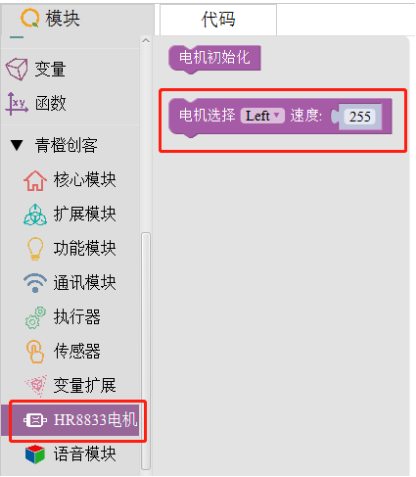 模块
代码
变量
函数
青橙创客
核心模块
扩展模块
功能模块
通讯模块
执行器
传感器
变量扩展
HR8833电机
语音模块
电机初始化
电机选择 Left 速度: 255